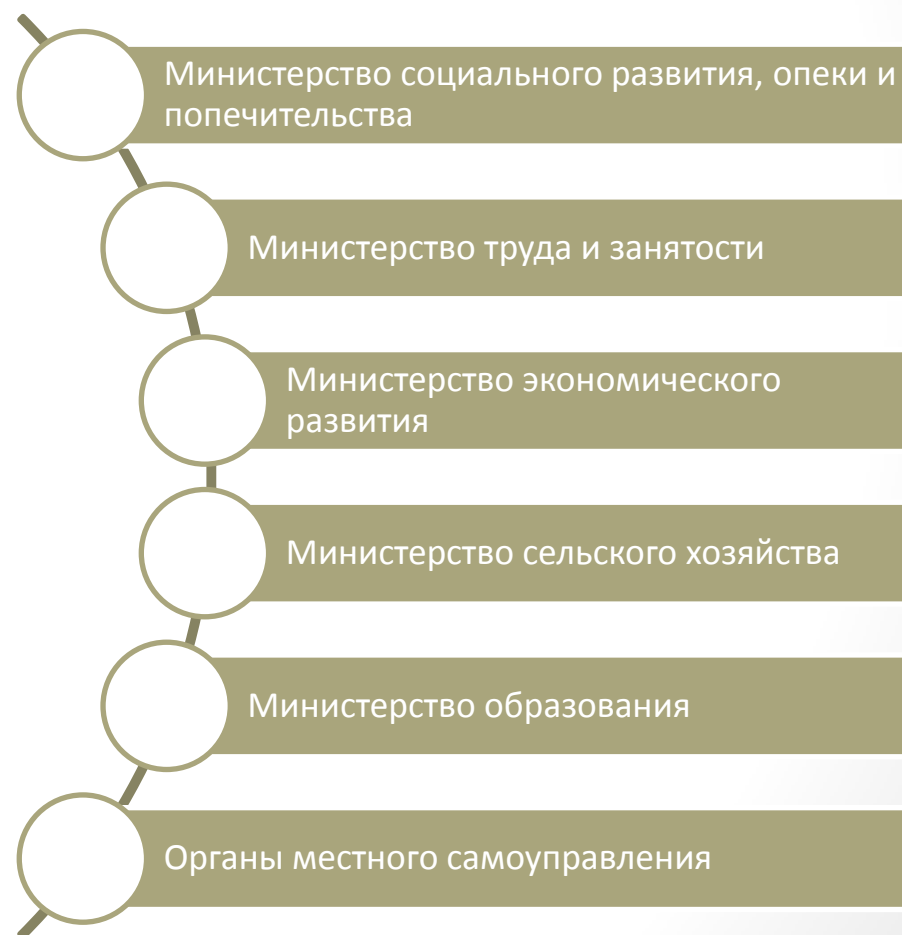 Министерство социального развития, опеки и
попечительства
Министерство труда и занятости
Министерство экономического
развития
Министерство сельского хозяйства
Министерство образования
Органы местного самоуправления